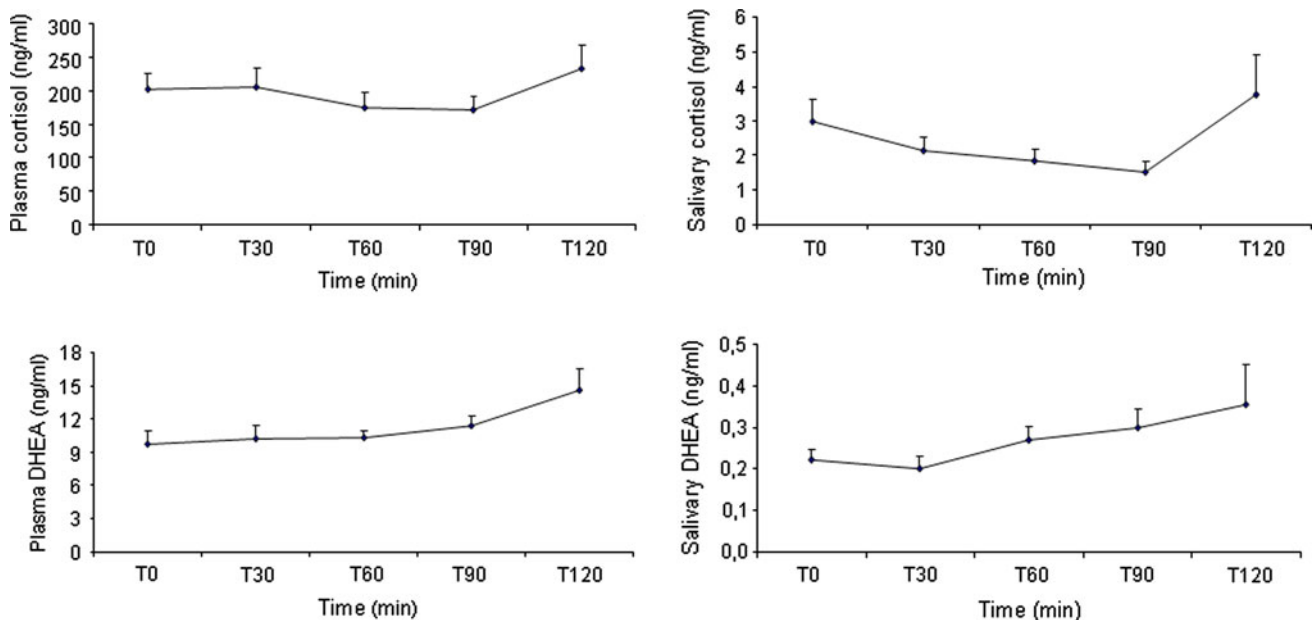 Plasma cortisol (ng/ml)
300
250
200
150
100
50
0
T0 T30 T60 T90 T120
Time (min)
Salivary cortisol (ng/ml)
6
5
4
3
2
1
0
T0 T30 T60 T90 T120
Time (min)
Plasma DHEA (ng/ml)
18
15
12
9
6
3
0
T0 T30 T60 T90 T120
Time (min)
Salivary DHEA (ng/ml)
0,5
0,4
0,3
0,2
0,1
0,0
T0 T30 T60 T90 T120
Time (min)